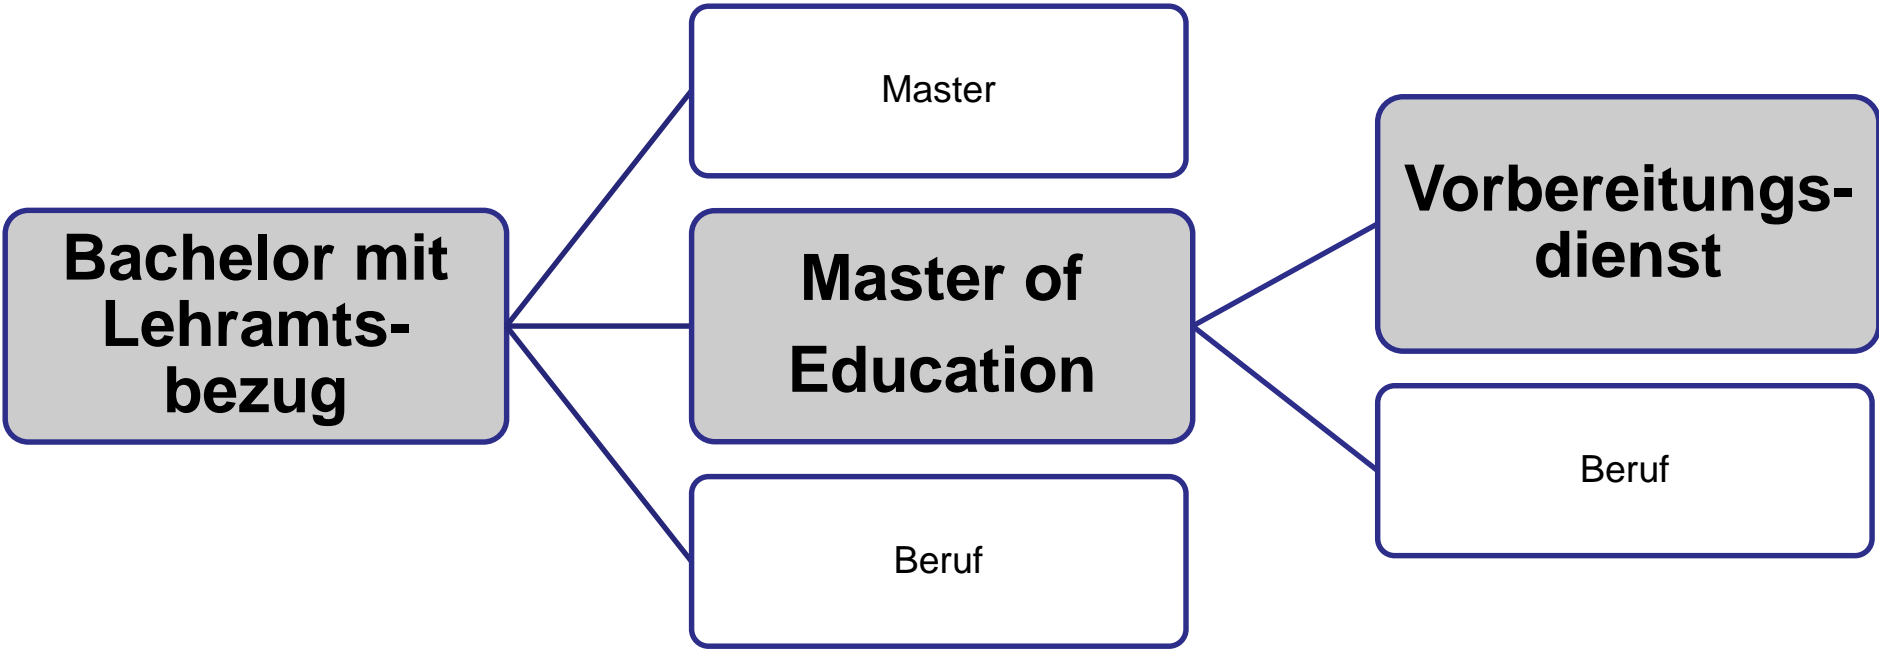 Bachelor mit
Lehramts-
bezug
Master
Master of
Education
Beruf
Vorbereitungs-
dienst
Beruf